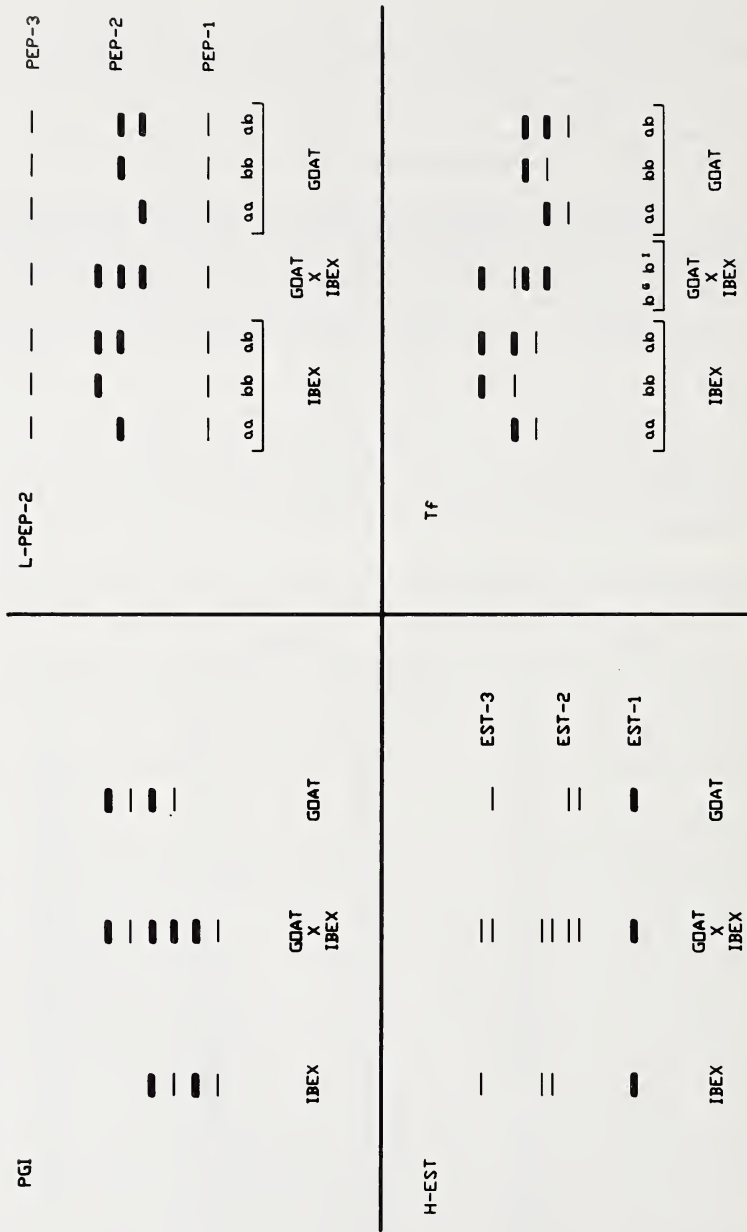 PGI
IBEX
GOAT
X
IBEX
GOAT
L-PEP-2
PEP-3
PEP-2
PEP-1
aa bb ab
aa bb ab
IBEX
GOAT
X
IBEX
GOAT
H-EST
EST-3
EST-2
EST-1
IBEX
GOAT
X
IBEX
GOAT
Tf
aa bb ab
bᴳ bᴵ
aa bb ab
IBEX
GOAT
X
IBEX
GOAT